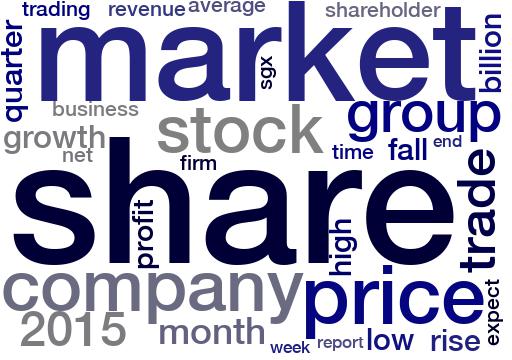 trading revenue average shareholder
quarter
market
sgx
billion
business
growth
stock
group
net
firm
time fall end
share
profit
high
trade
company
price
expect
2015 month
week report low rise